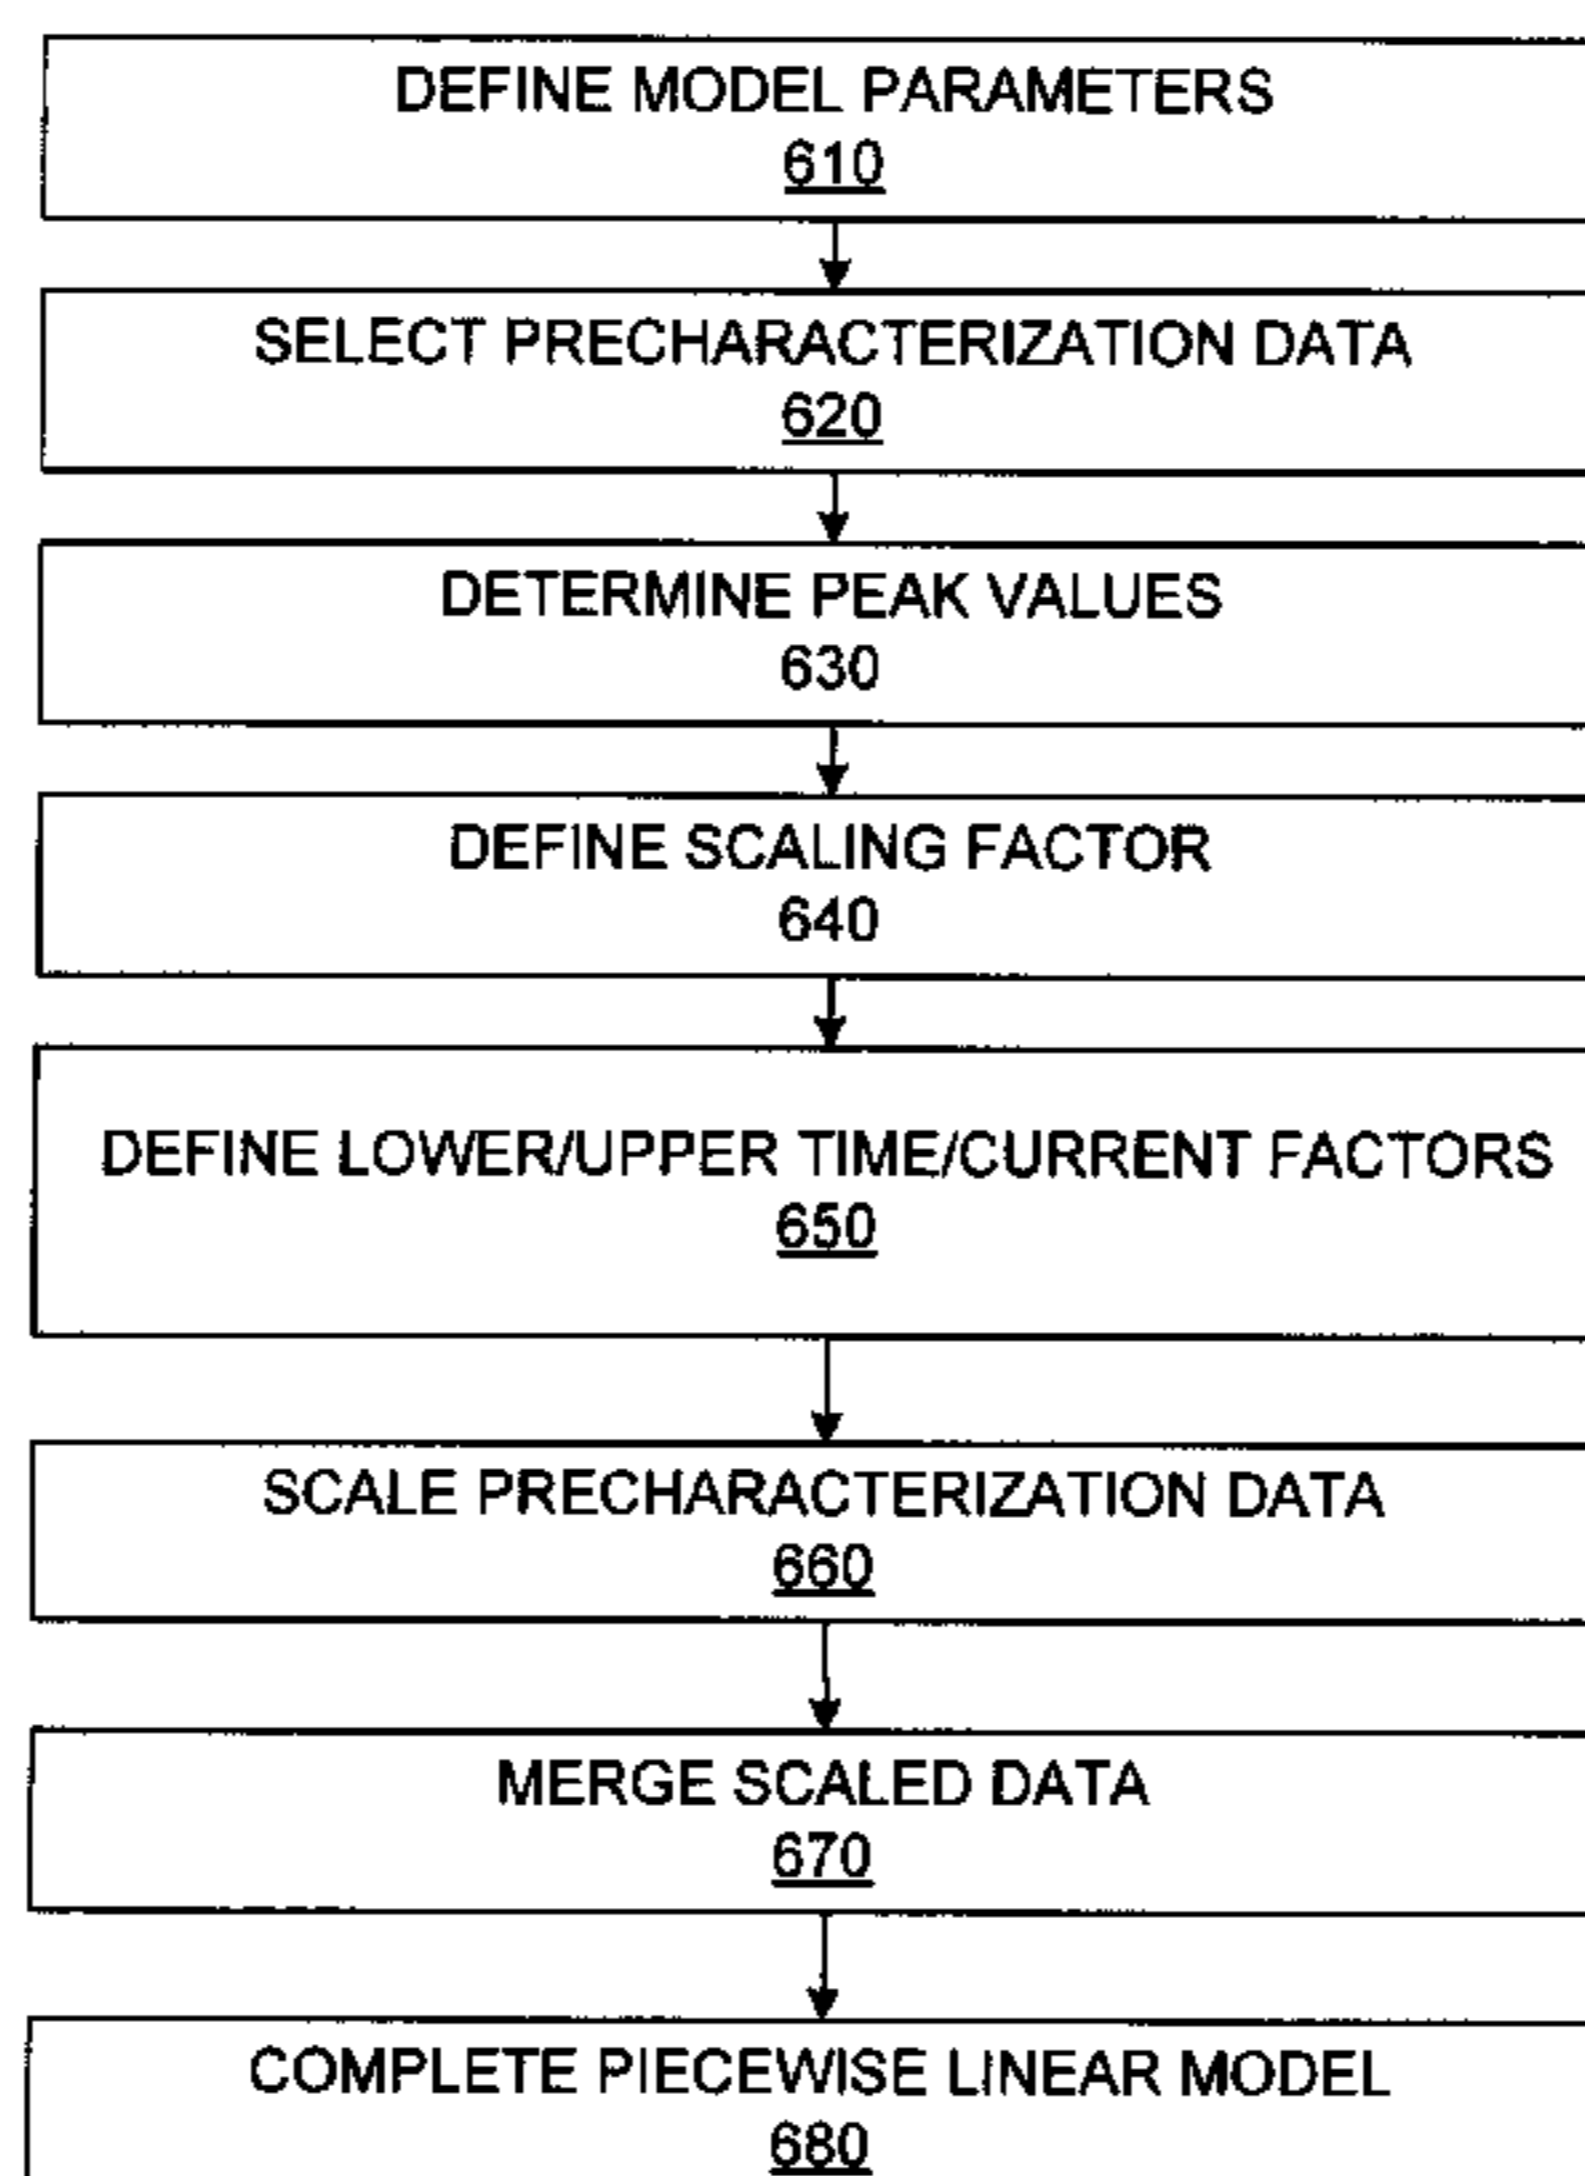 DEFINE MODEL PARAMETERS
610
SELECT PRECHARACTERIZATION DATA
620
DETERMINE PEAK VALUES
630
DEFINE SCALING FACTOR
640
DEFINE LOWER/UPPER TIME/CURRENT FACTORS
650
SCALE PRECHARACTERIZATION DATA
660
MERGE SCALED DATA
670
COMPLETE PIECEWISE LINEAR MODEL
680